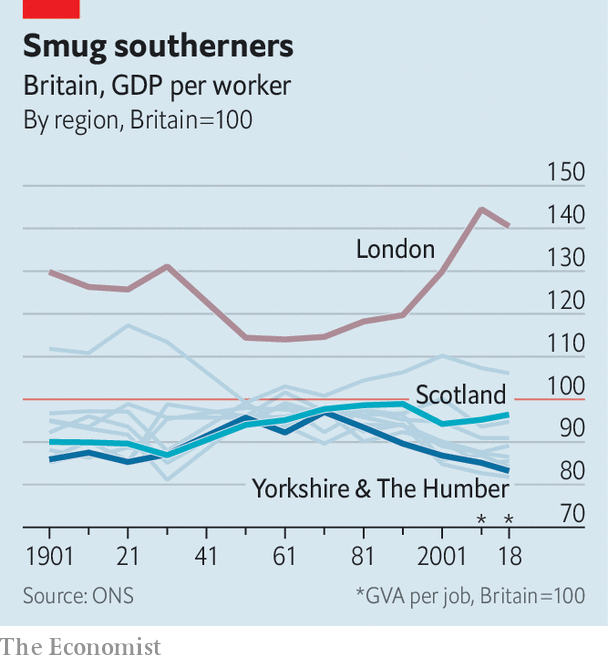 Smug southerners
Britain, GDP per worker
By region, Britain=100
150
140
London
130
120
110
100
Scotland
90
80
Yorkshire & The Humber
70
* *
1901 21 41 61 81 2001 18
Source: ONS *GVA per job, Britain=100
The Economist